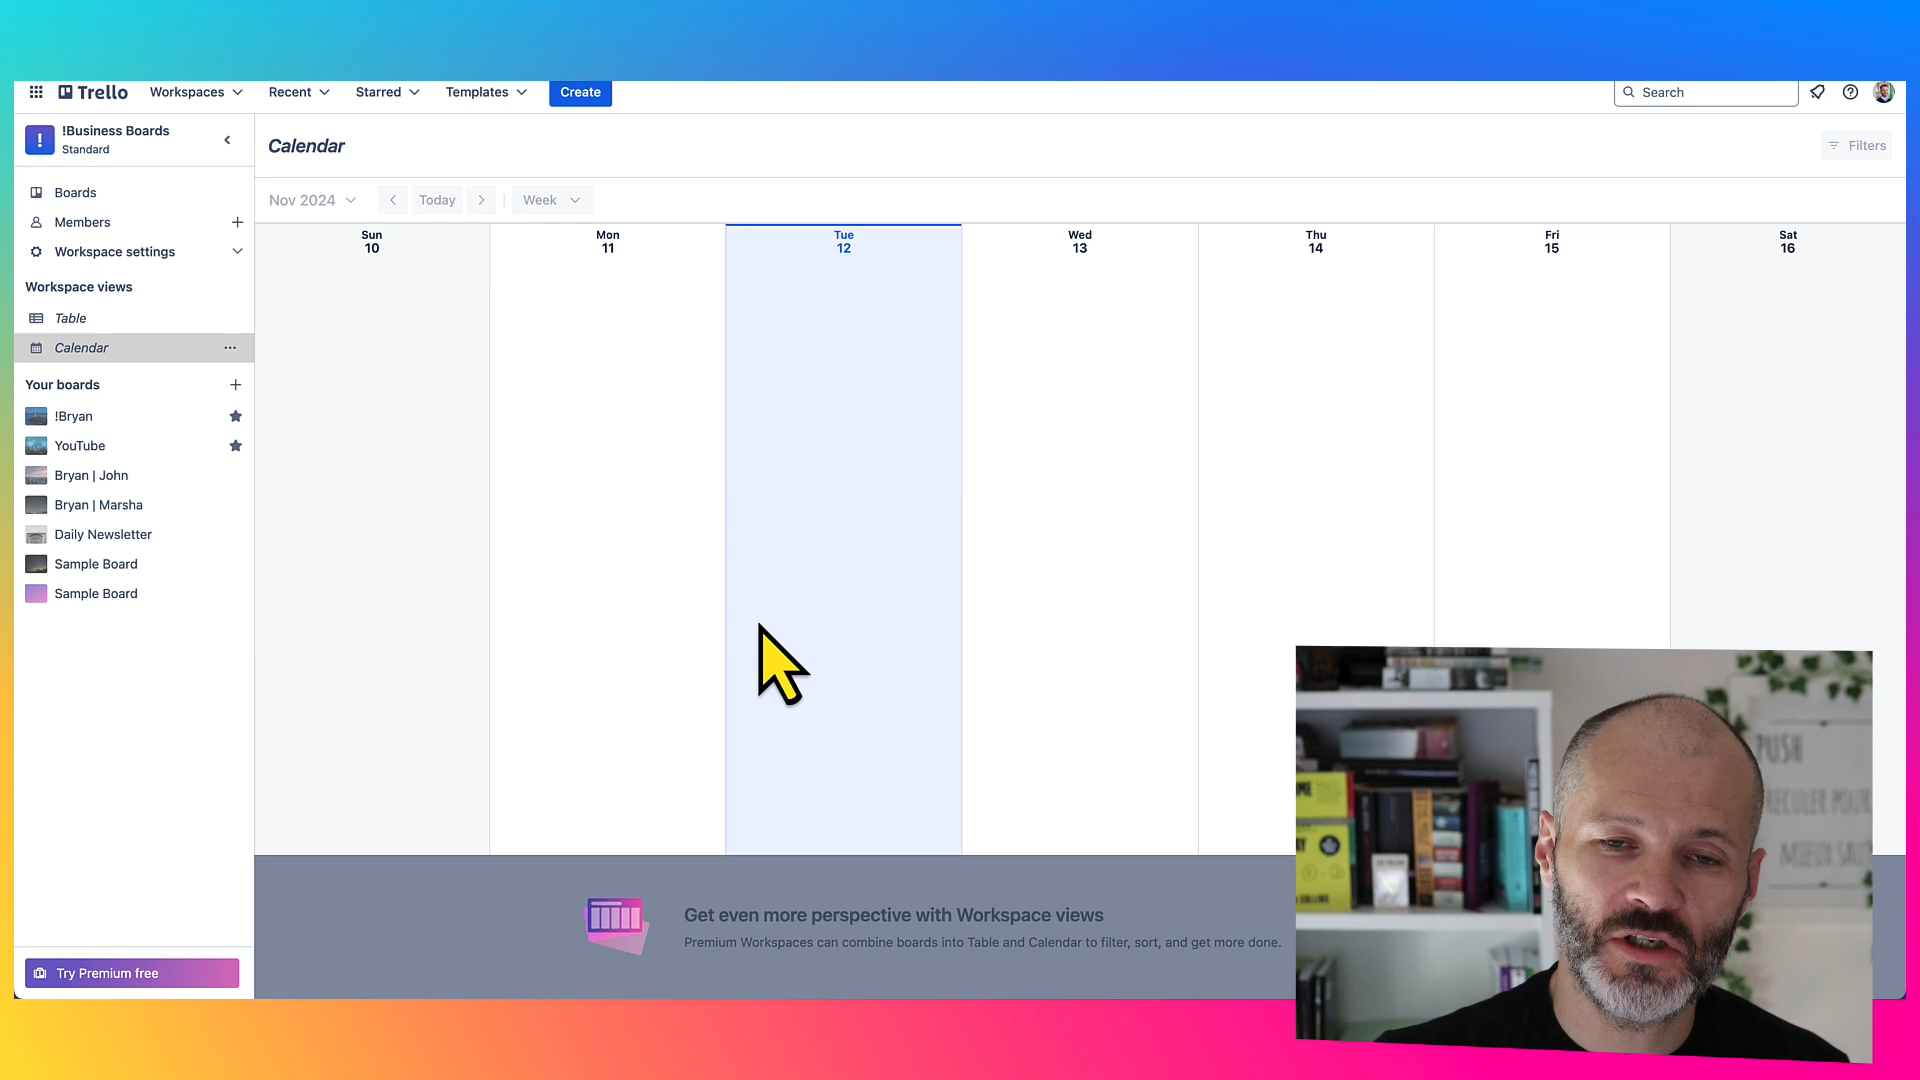 Trello Workspaces Recent Starred Templates Create Search
!Business Boards
Standard
Calendar
Filters
Boards
Members
Workspace settings
Workspace views
Table
Calendar
Your boards
!Bryan
YouTube
Bryan | John
Bryan | Marsha
Daily Newsletter
Sample Board
Sample Board
Try Premium free
Nov 2024 Today Week
Sun Mon Tue Wed Thu Fri Sat
10 11 12 13 14 15 16
Get even more perspective with Workspace views
Premium Workspaces can combine boards into Table and Calendar to filter, sort, and get more done.
PUSH
RECULER POUR
MIEUX